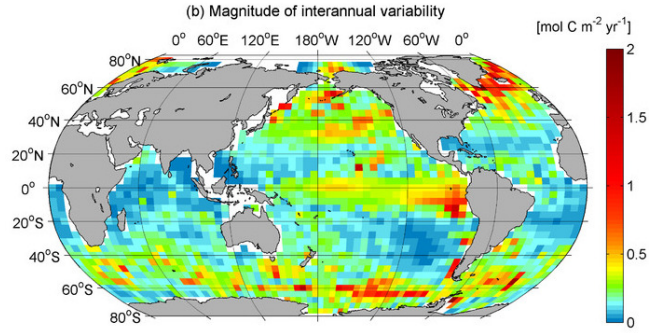 (b) Magnitude of interannual variability
[mol C m⁻² yr⁻¹]
0° 60°E 120°E 180°W 120°W 60°W 0°
80°N
60°N
40°N
20°N
0°
20°S
40°S
60°S
80°S
2
1.5
1
0.5
0